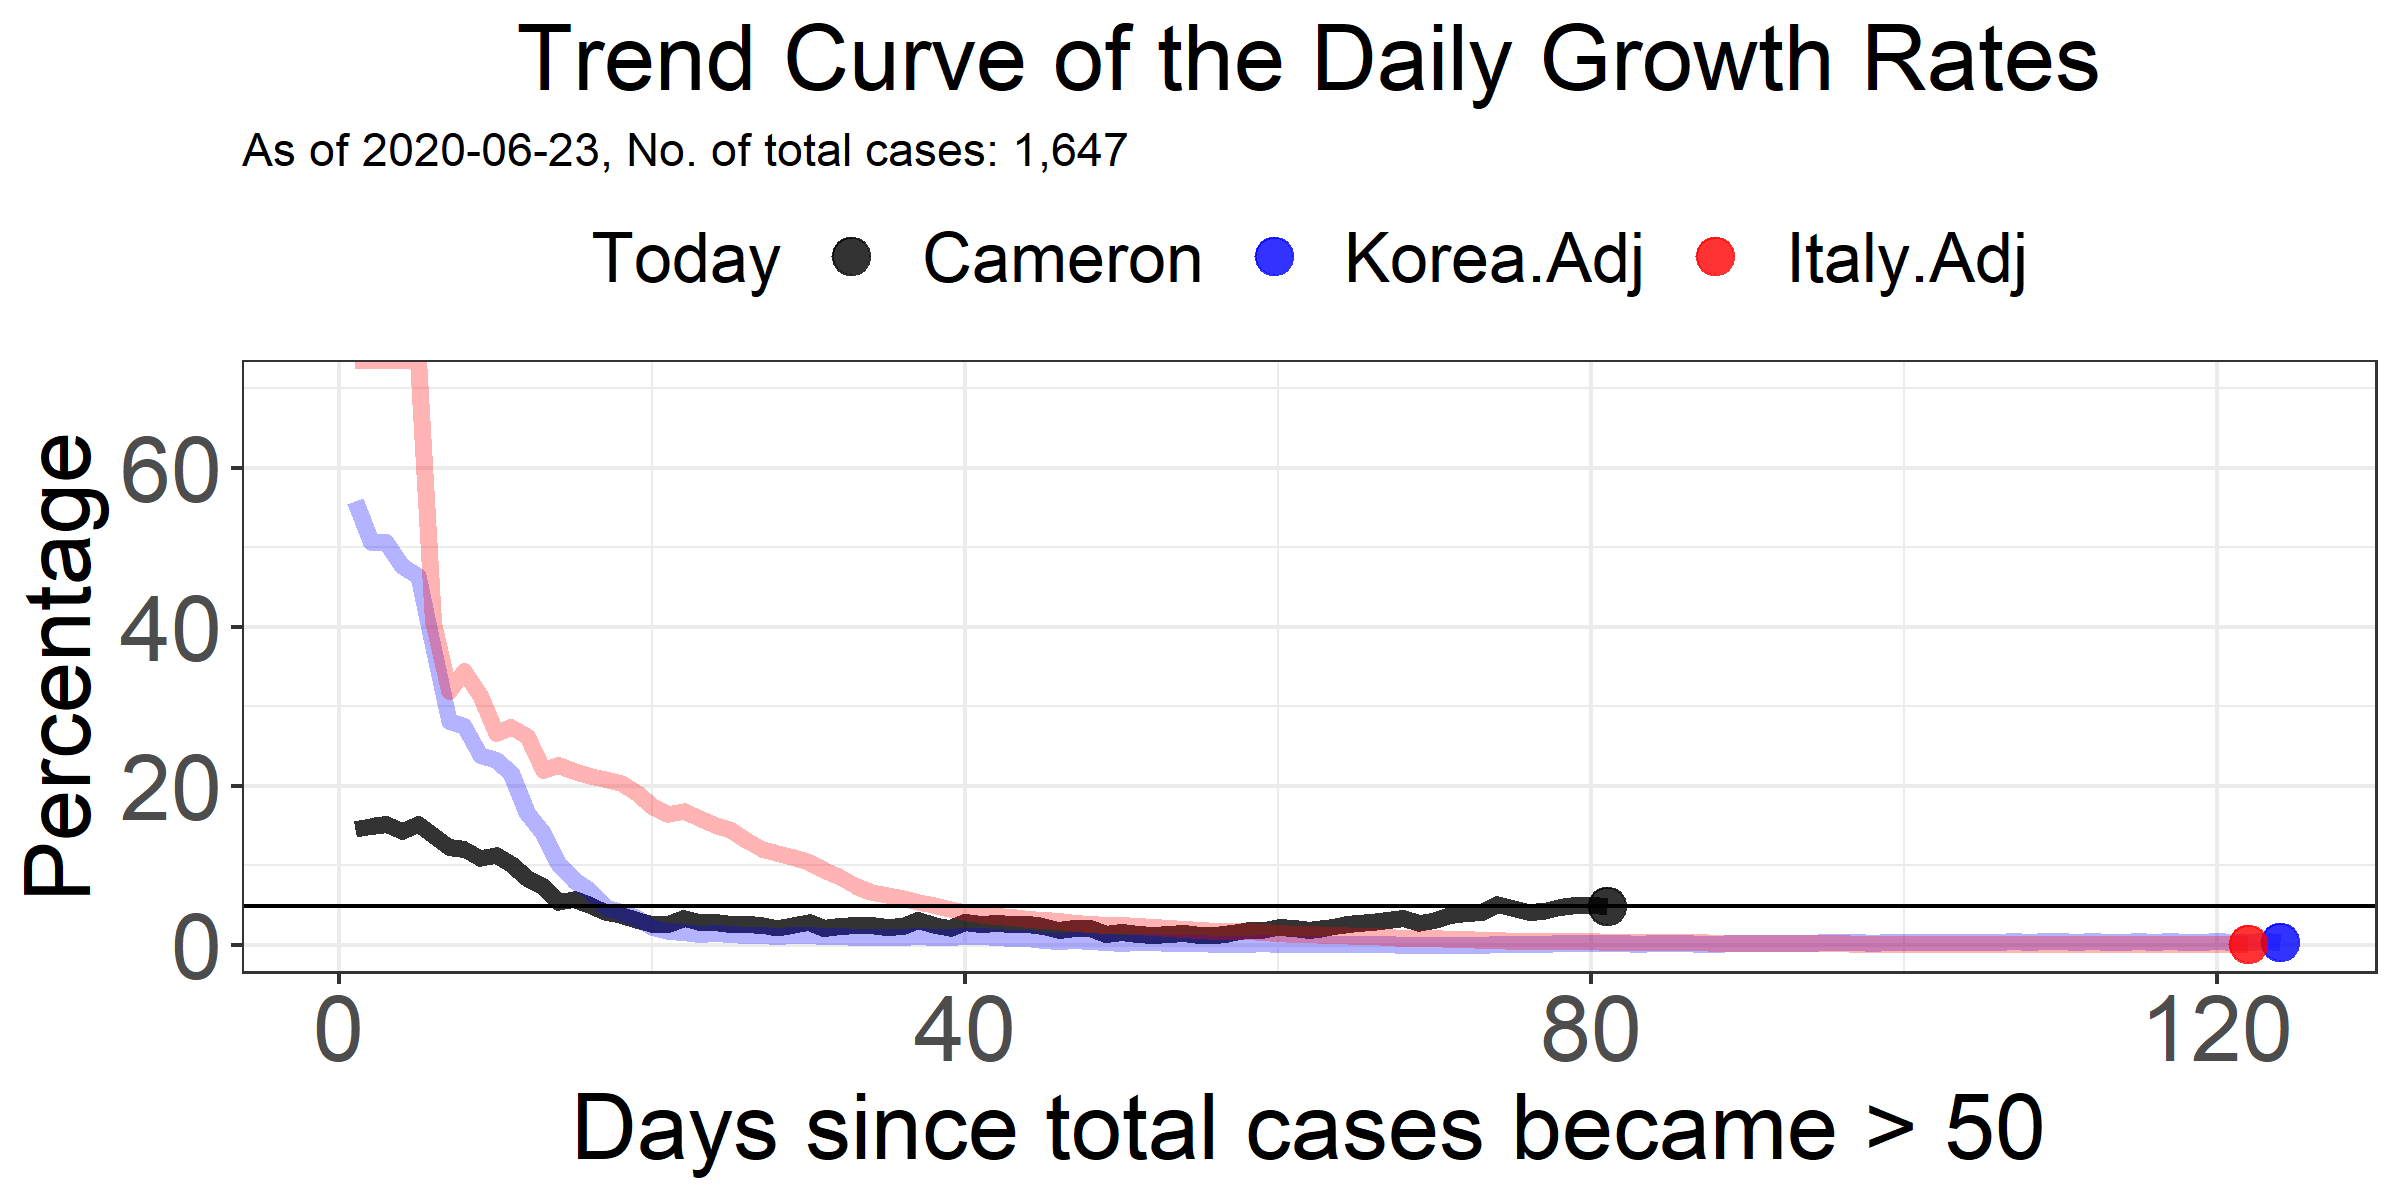 Trend Curve of the Daily Growth Rates
As of 2020-06-23, No. of total cases: 1,647
Today Cameron Korea.Adj Italy.Adj
Percentage
60
40
20
0
0 40 80 120
Days since total cases became > 50